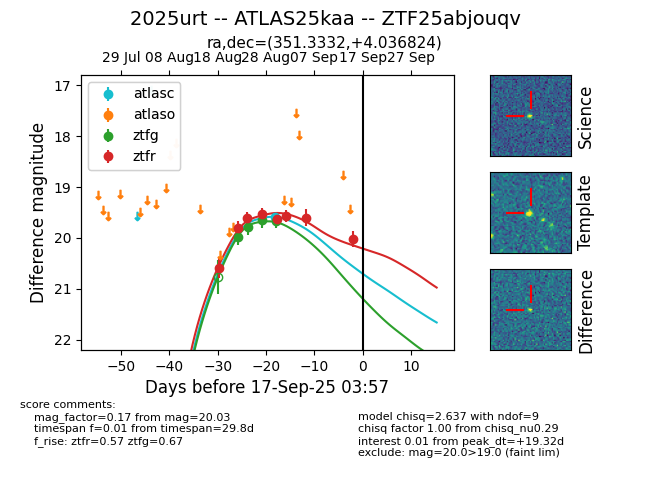 2025urt -- ATLAS25kaa -- ZTF25abjouqv
ra,dec=(351.3332,+4.036824)
29 Jul 08 Aug 18 Aug 28 Aug 07 Sep 17 Sep 27 Sep
17
18
19
20
21
22
Difference magnitude
atlasc
atlaso
ztfg
ztfr
−50 −40 −30 −20 −10 0 10
Days before 17-Sep-25 03:57
Science
Template
Difference
score comments:
mag_factor=0.17 from mag=20.03
timespan f=0.01 from timespan=29.8d
f_rise: ztfr=0.57 ztfg=0.67
model chisq=2.637 with ndof=9
chisq factor 1.00 from chisq_nu0.29
interest 0.01 from peak_dt=+19.32d
exclude: mag=20.0>19.0 (faint lim)